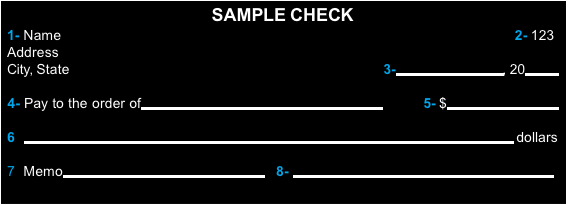 SAMPLE CHECK
1- Name 2- 123
Address
City, State 3- , 20
4- Pay to the order of 5- $
6 dollars
7 Memo 8-